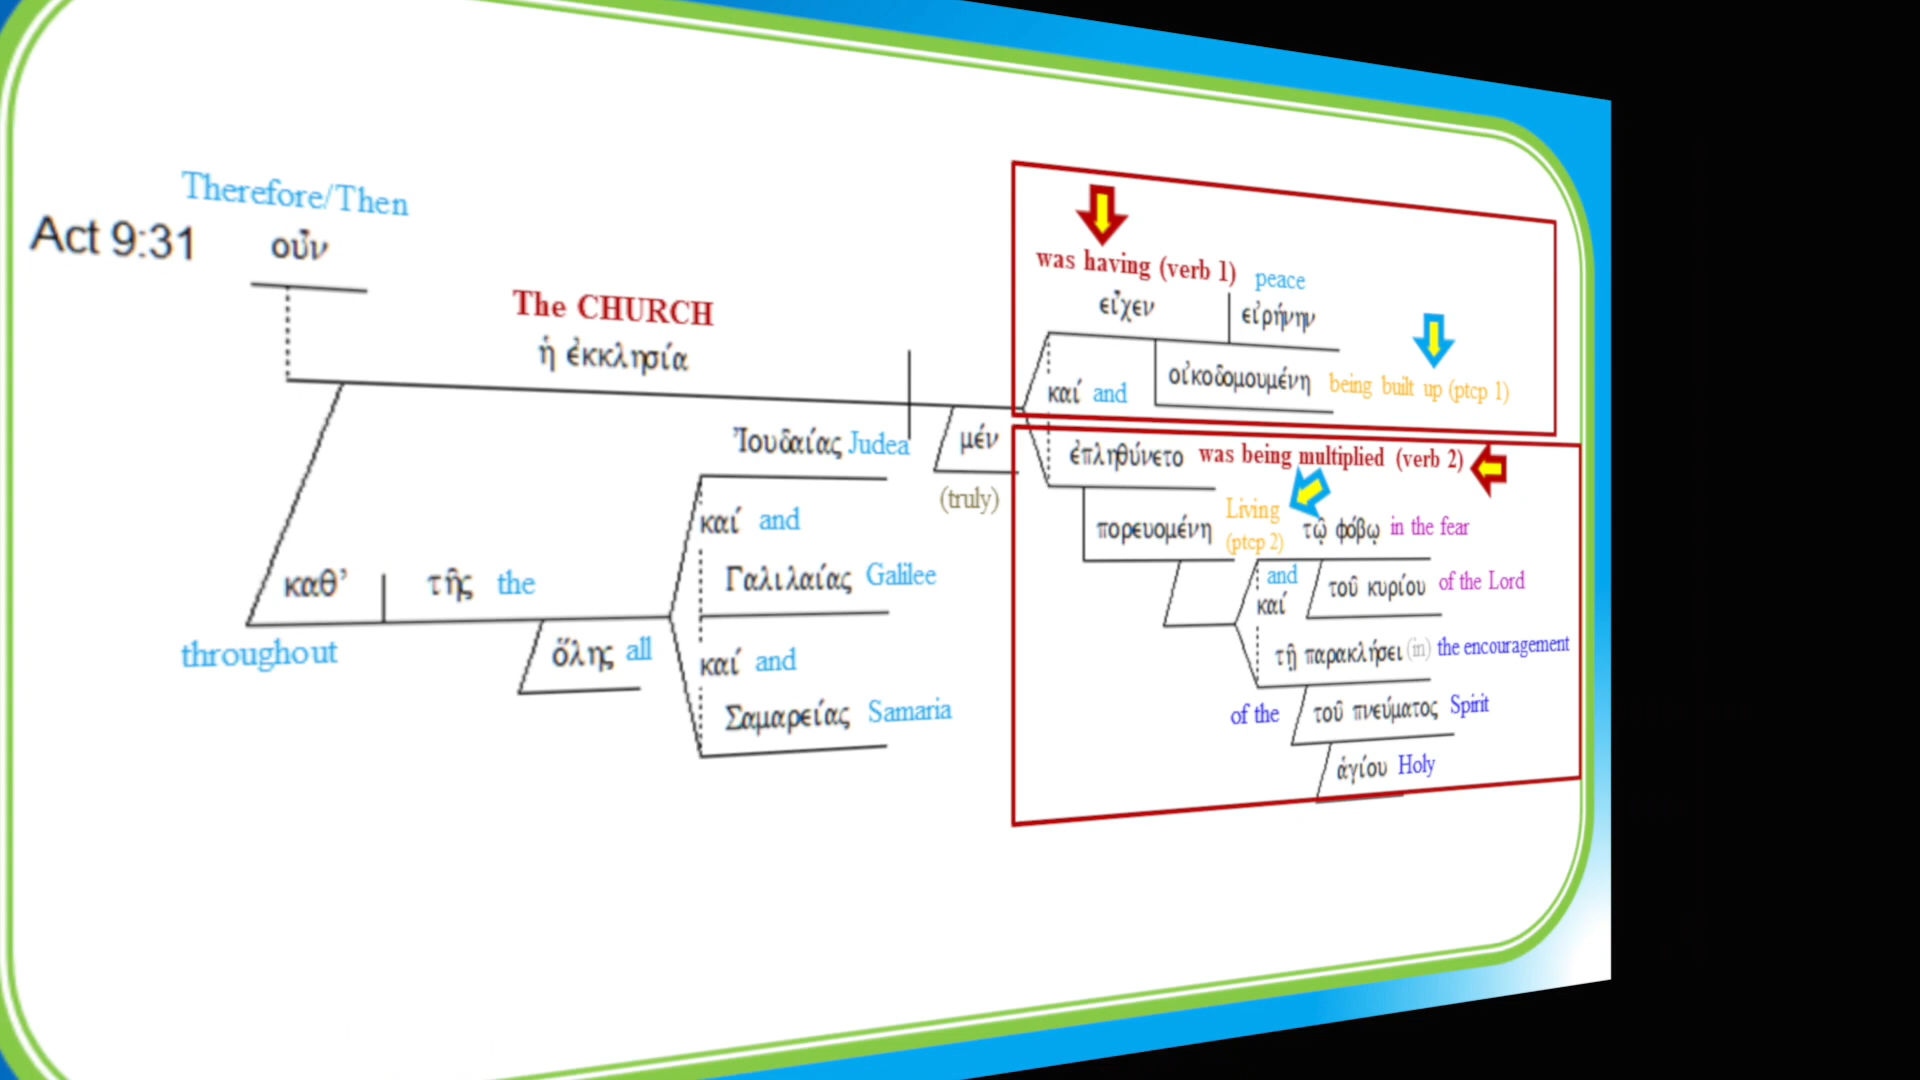 Therefore/Then
Act 9:31
οὖν
The CHURCH
ἡ ἐκκλησία
was having (verb 1) peace
εἶχεν εἰρήνην
καί and
οἰκοδομουμένη being built up (ptcp 1)
μέν
(truly)
Ἰουδαίας Judea
καί and
Γαλιλαίας Galilee
καί and
Σαμαρείας Samaria
καθ’ τῆς the
throughout
ὅλης all
ἐπληθύνετο was being multiplied (verb 2)
πορευομένη Living
(ptcp 2)
τῷ φόβῳ in the fear
and
καί
τοῦ κυρίου of the Lord
τῇ παρακλήσει (in) the encouragement
of the τοῦ πνεύματος Spirit
ἁγίου Holy